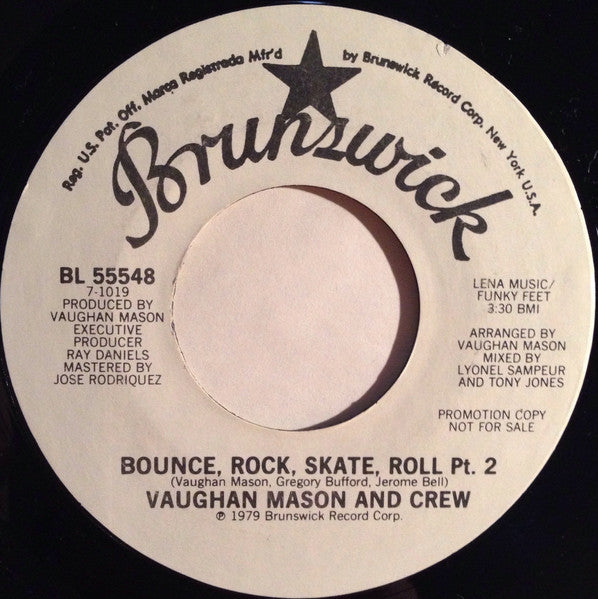 Reg. U.S. Pat. Off. Marca Registrada Mfr'd by Brunswick Record Corp. New York U.S.A.
Brunswick
BL 55548
7-1019
PRODUCED BY
VAUGHAN MASON
EXECUTIVE
PRODUCER
RAY DANIELS
MASTERED BY
JOSE RODRIQUEZ
LENA MUSIC/
FUNKY FEET
3:30 BMI
ARRANGED BY
VAUGHAN MASON
MIXED BY
LYONEL SAMPEUR
AND TONY JONES
PROMOTION COPY
NOT FOR SALE
BOUNCE, ROCK, SKATE, ROLL Pt. 2
(Vaughan Mason, Gregory Bufford, Jerome Bell)
VAUGHAN MASON AND CREW
℗ 1979 Brunswick Record Corp.